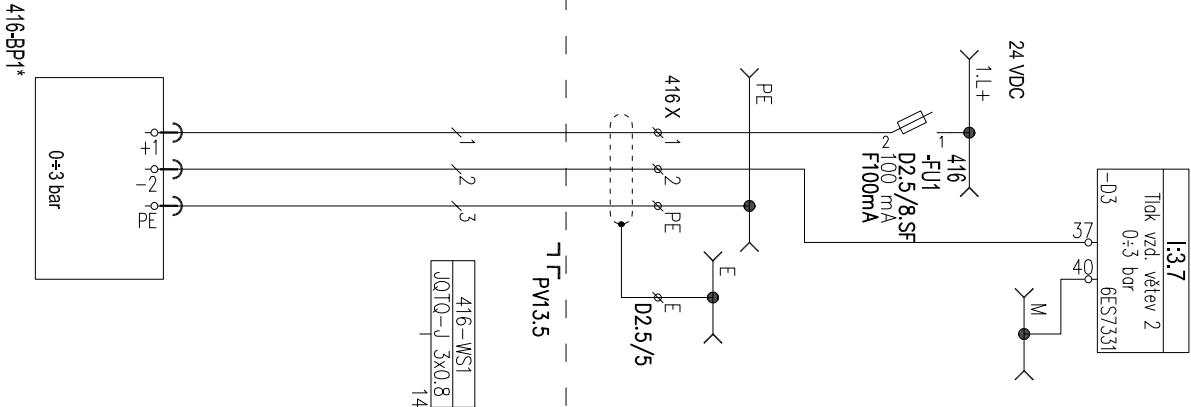 416-BP1*
0÷3 bar
+1
-2
PE
1
2
3
416-WS1
JQTQ-J 3x0.8
14
PV13.5
416 X
1
2
PE
E
D2.5/5
PE
E
24 VDC
1.L+
1
2
416
-FU1
D2.5/8.SF
100 mA
F100mA
M
I:3.7
Tlak vzd. větev 2
0÷3 bar
-D3
6ES7331
37
40